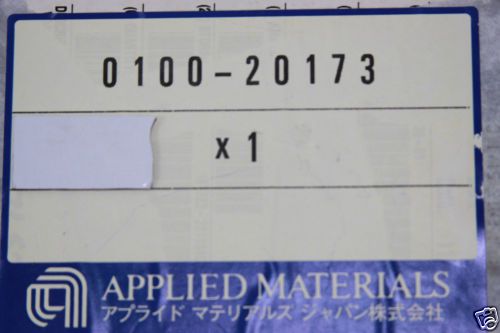 0100-20173
x 1
APPLIED MATERIALS
アプライド マテリアルズ ジャパン株式会社